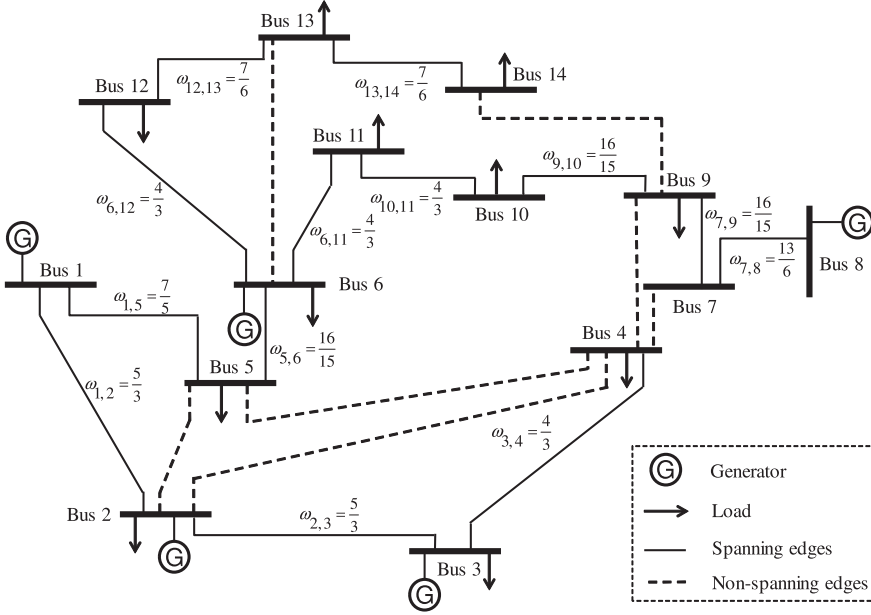 Bus 13
ω12,13 = 7/6
ω13,14 = 7/6
Bus 14
Bus 12
Bus 11
ω9,10 = 16/15
ω6,12 = 4/3
ω10,11 = 4/3
Bus 9
ω6,11 = 4/3
Bus 10
ω7,9 = 16/15
G
G
Bus 1
ω7,8 = 13/6
Bus 8
Bus 6
Bus 7
ω1,5 = 7/5
G
ω5,6 = 16/15
Bus 4
Bus 5
ω1,2 = 5/3
ω3,4 = 4/3
G Generator
Bus 2
ω2,3 = 5/3
Load
G
Spanning edges
Bus 3
Non-spanning edges
G